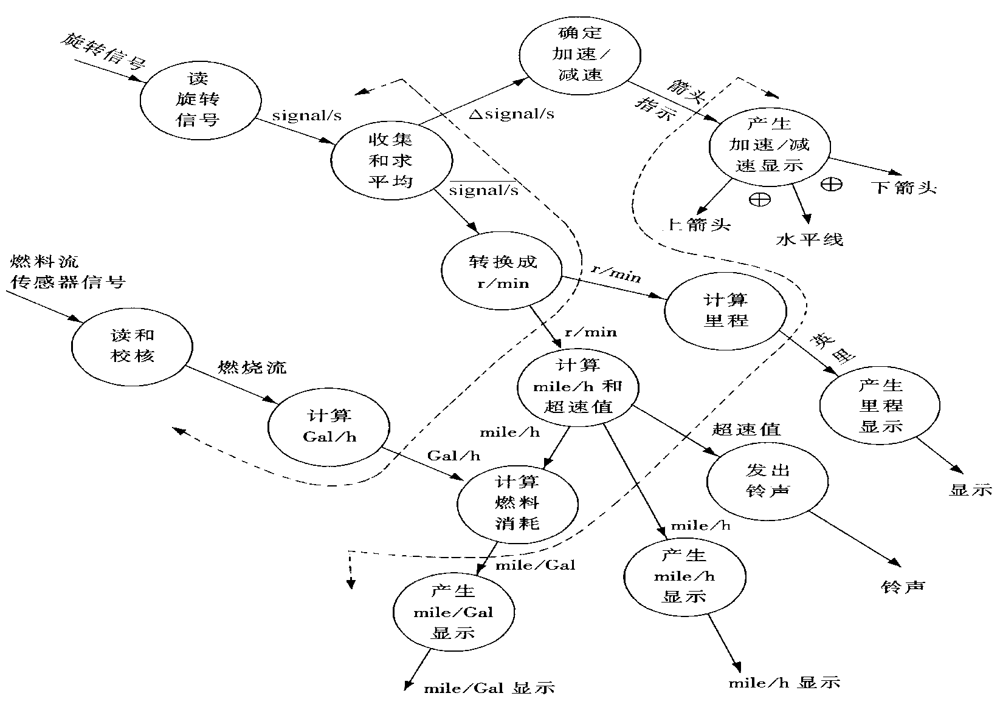 旋转信号
读
旋转
信号
signal/s
收集
和求
平均
Δsignal/s
确定
加速/
减速
箭头
指示
产生
加速/减
速显示
下箭头
上箭头
水平线
signal/s
转换成
r/min
r/min
计算
里程
英里
产生
里程
显示
显示
燃料流
传感器信号
读和
校核
燃烧流
计算
Gal/h
Gal/h
r/min
计算
mile/h 和
超速值
mile/h
超速值
发出
铃声
铃声
计算
燃料
消耗
mile/h
产生
mile/h
显示
mile/h 显示
mile/Gal
产生
mile/Gal
显示
mile/Gal 显示